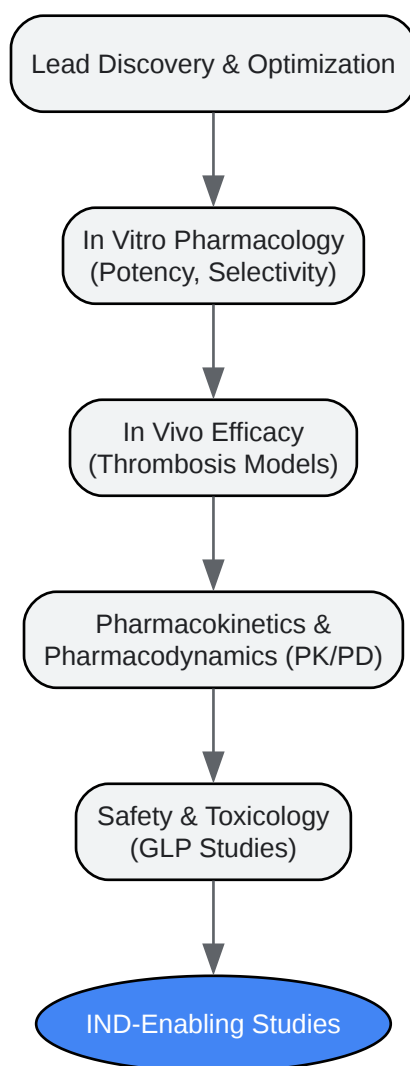 Lead Discovery & Optimization
In Vitro Pharmacology
(Potency, Selectivity)
In Vivo Efficacy
(Thrombosis Models)
Pharmacokinetics &
Pharmacodynamics (PK/PD)
Safety & Toxicology
(GLP Studies)
IND-Enabling Studies